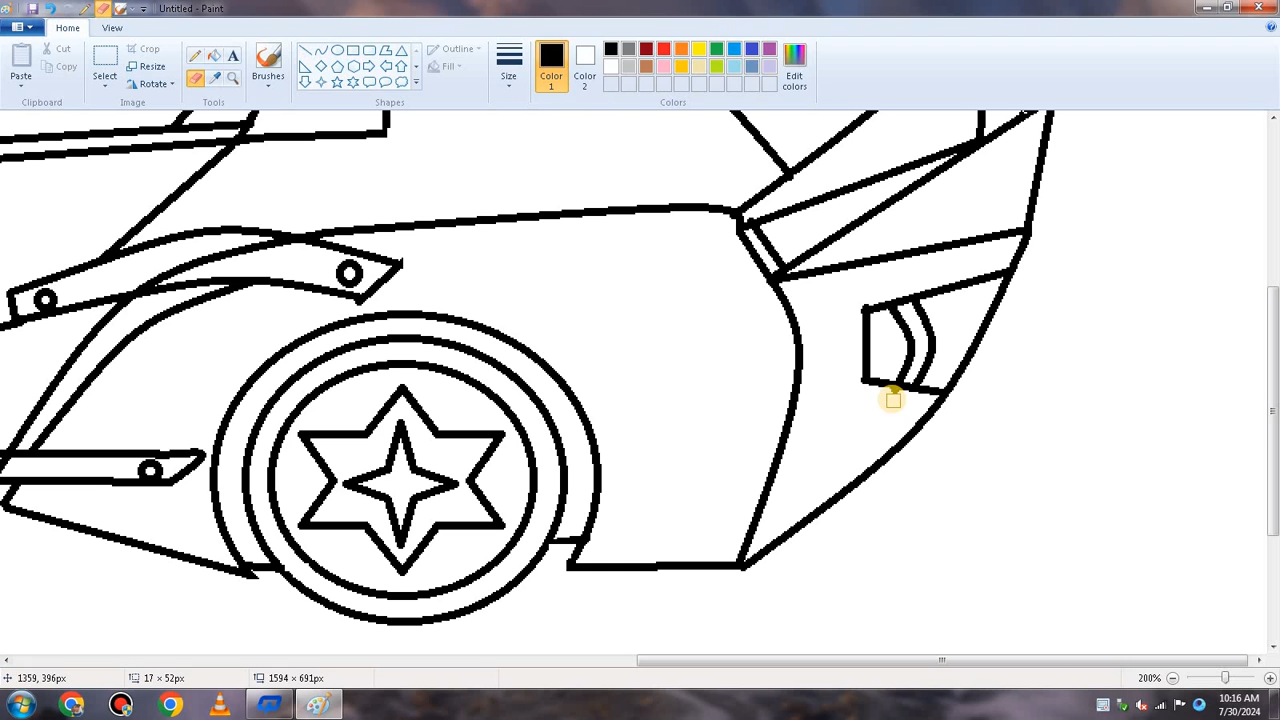 Untitled - Paint
Home View
Paste
Cut
Copy
Clipboard
Select
Crop
Resize
Rotate
Image
A
Tools
Brushes
Outline
Fill
Shapes
Size
Color 1
Color 2
Edit colors
Colors
1359, 396px
17 × 52px
1594 × 691px
200%
10:16 AM
7/30/2024